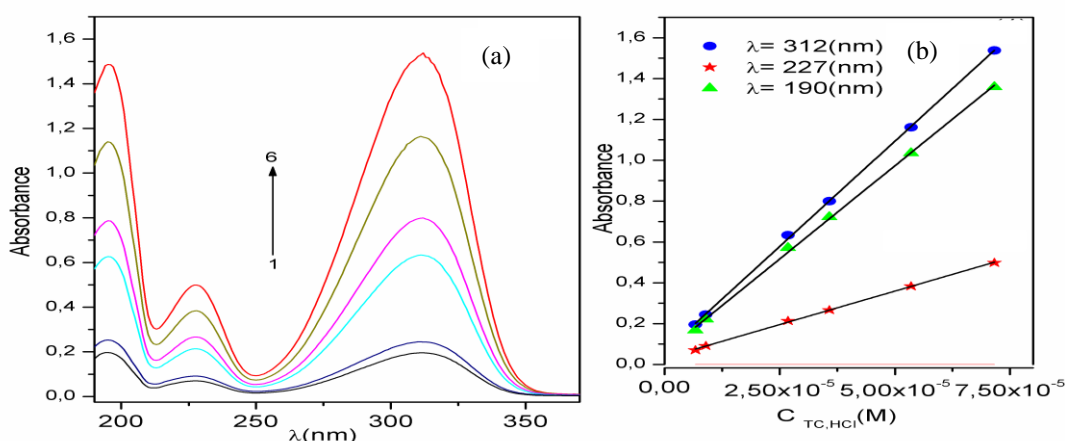 (a)
Absorbance
1,6
1,4
1,2
1,0
0,8
0,6
0,4
0,2
0,0
6
1
200
250
300
350
λ(nm)
(b)
λ= 312(nm)
λ= 227(nm)
λ= 190(nm)
Absorbance
1,6
1,4
1,2
1,0
0,8
0,6
0,4
0,2
0,0
0,00
2,50x10⁻⁵
5,00x10⁻⁵
7,50x10⁻⁵
C TC,HCl(M)